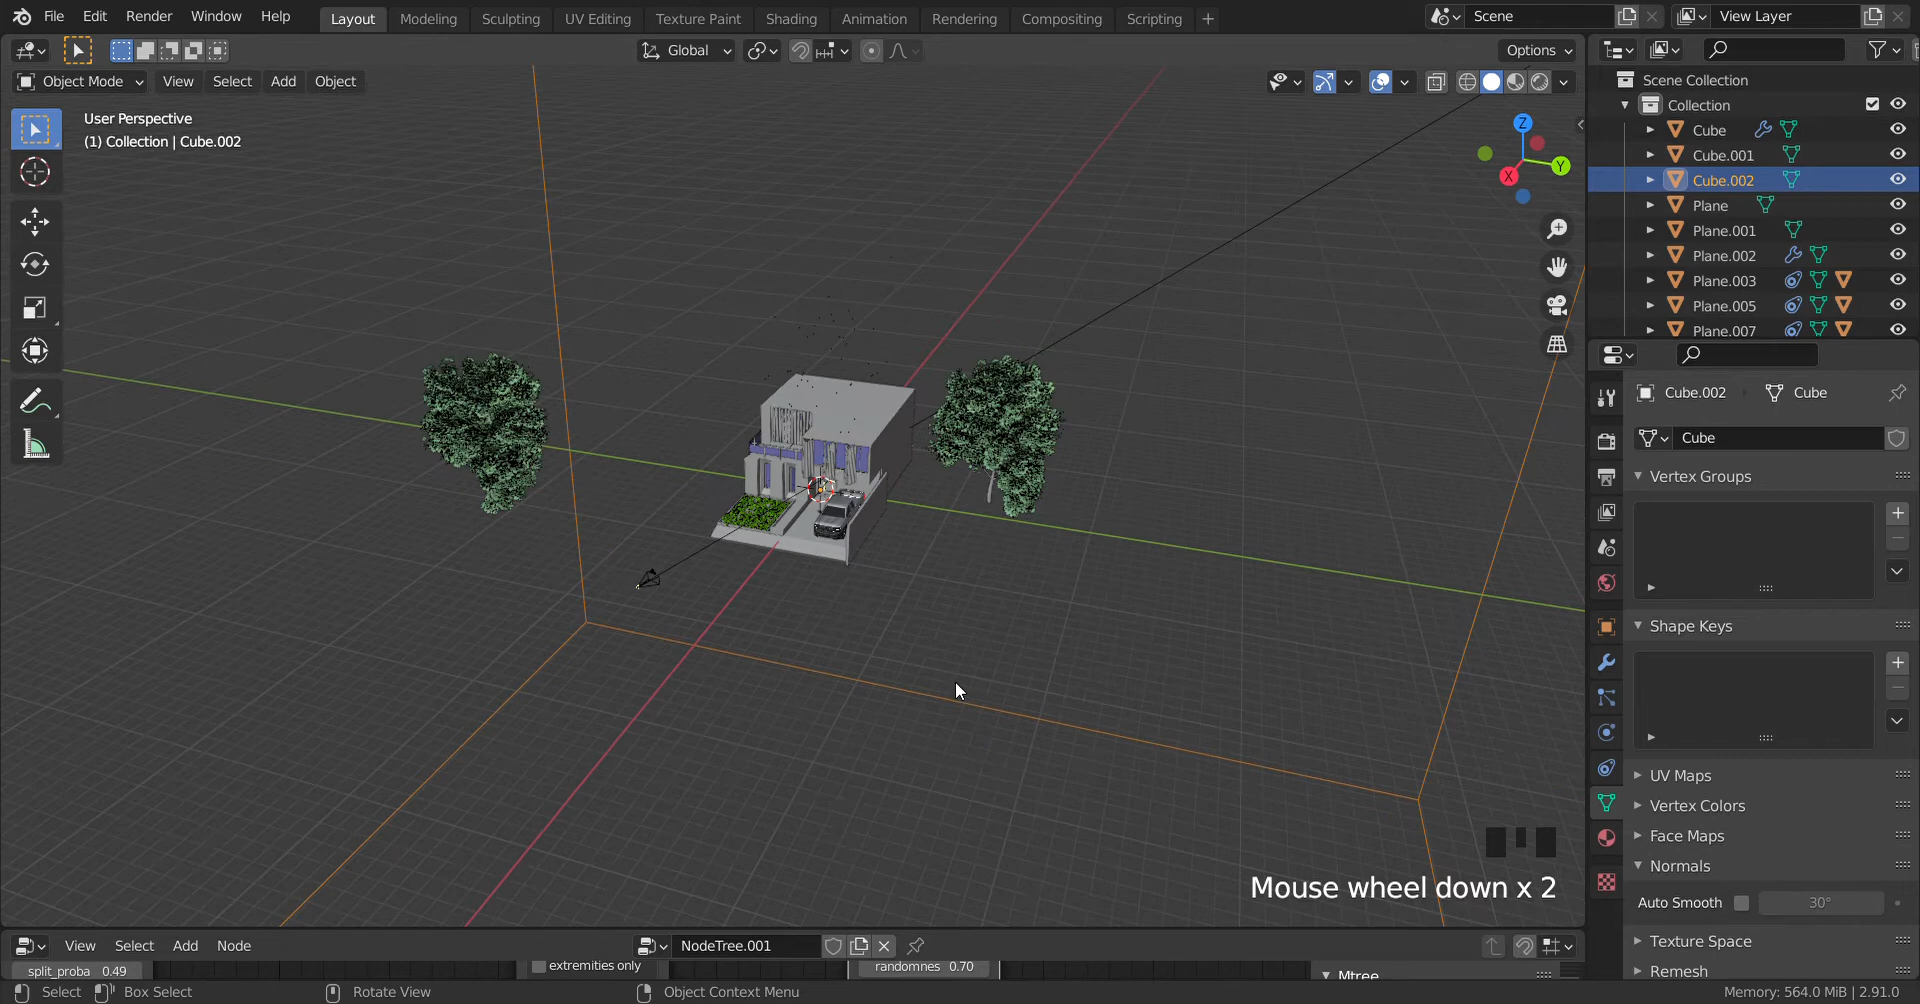 File Edit Render Window Help Layout Modeling Sculpting UV Editing Texture Paint Shading Animation Rendering Compositing Scripting + Scene View Layer
Global Options
Object Mode View Select Add Object
User Perspective
(1) Collection | Cube.002
Z
Y
X
Scene Collection
Collection
Cube
Cube.001
Cube.002
Plane
Plane.001
Plane.002
Plane.003
Plane.005
Plane.007
Cube.002 Cube
Cube
Vertex Groups
Shape Keys
UV Maps
Vertex Colors
Face Maps
Normals
Auto Smooth 30°
Texture Space
Remesh
Mouse wheel down x 2
View Select Add Node NodeTree.001
split_proba 0.49 extremities only randomnes 0.70 Mtree
Select Box Select Rotate View Object Context Menu Memory: 564.0 MiB | 2.91.0